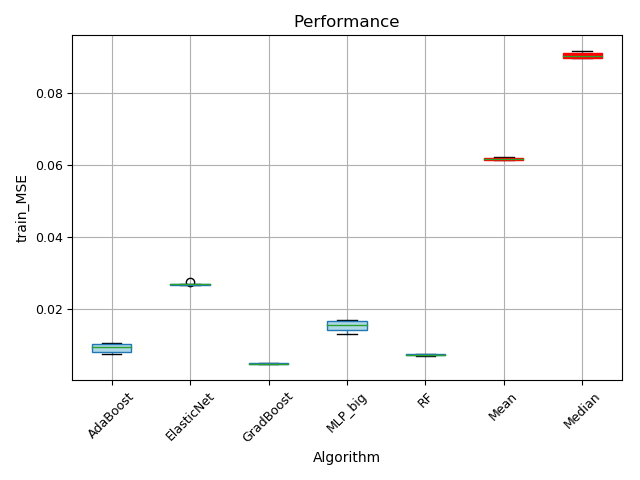 Performance
train_MSE
0.08
0.06
0.04
0.02
AdaBoost
ElasticNet
GradBoost
MLP_big
RF
Mean
Median
Algorithm